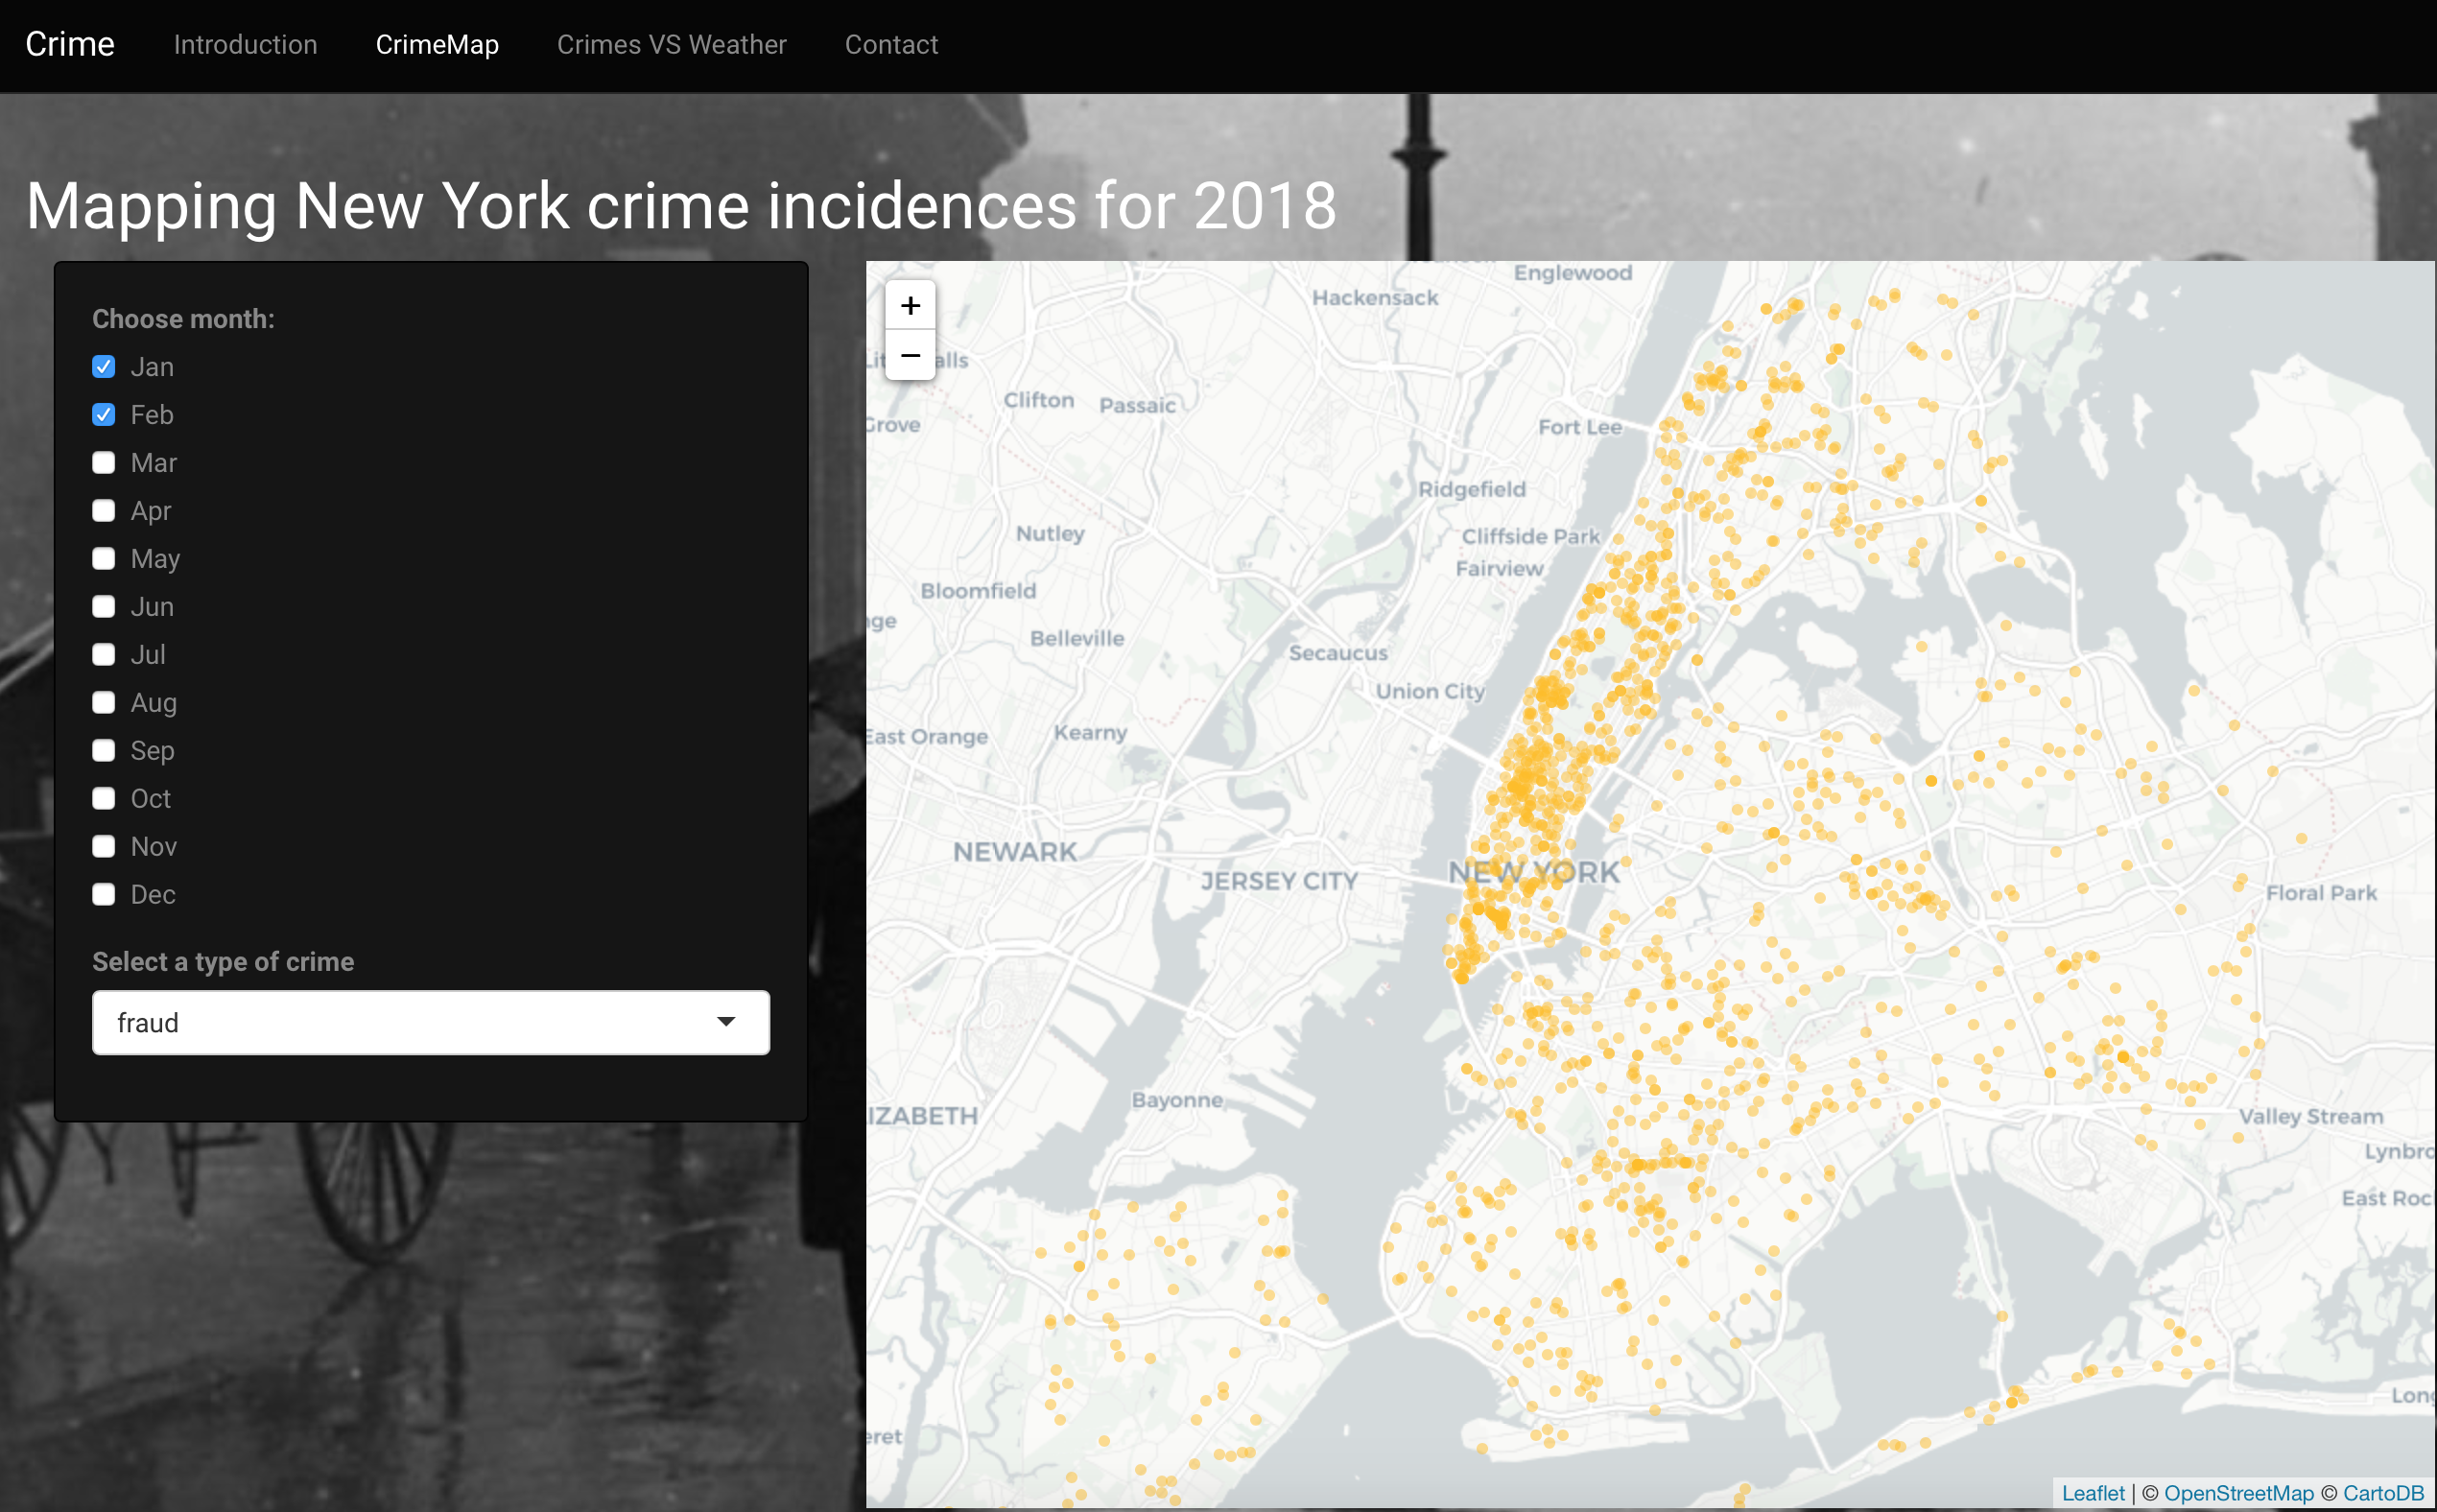 Crime Introduction CrimeMap Crimes VS Weather Contact
Mapping New York crime incidences for 2018
Choose month:
Jan
Feb
Mar
Apr
May
Jun
Jul
Aug
Sep
Oct
Nov
Dec
Select a type of crime
fraud
+
−
Englewood
Hackensack
Clifton
Passaic
Grove
Fort Lee
Ridgefield
Nutley
Cliffside Park
Fairview
Bloomfield
nge
Belleville
Secaucus
Union City
East Orange
Kearny
NEWARK
JERSEY CITY
NEW YORK
Floral Park
Bayonne
IZABETH
Valley Stream
Lynbro
East Roc
Long
eret
Leaflet | © OpenStreetMap © CartoDB